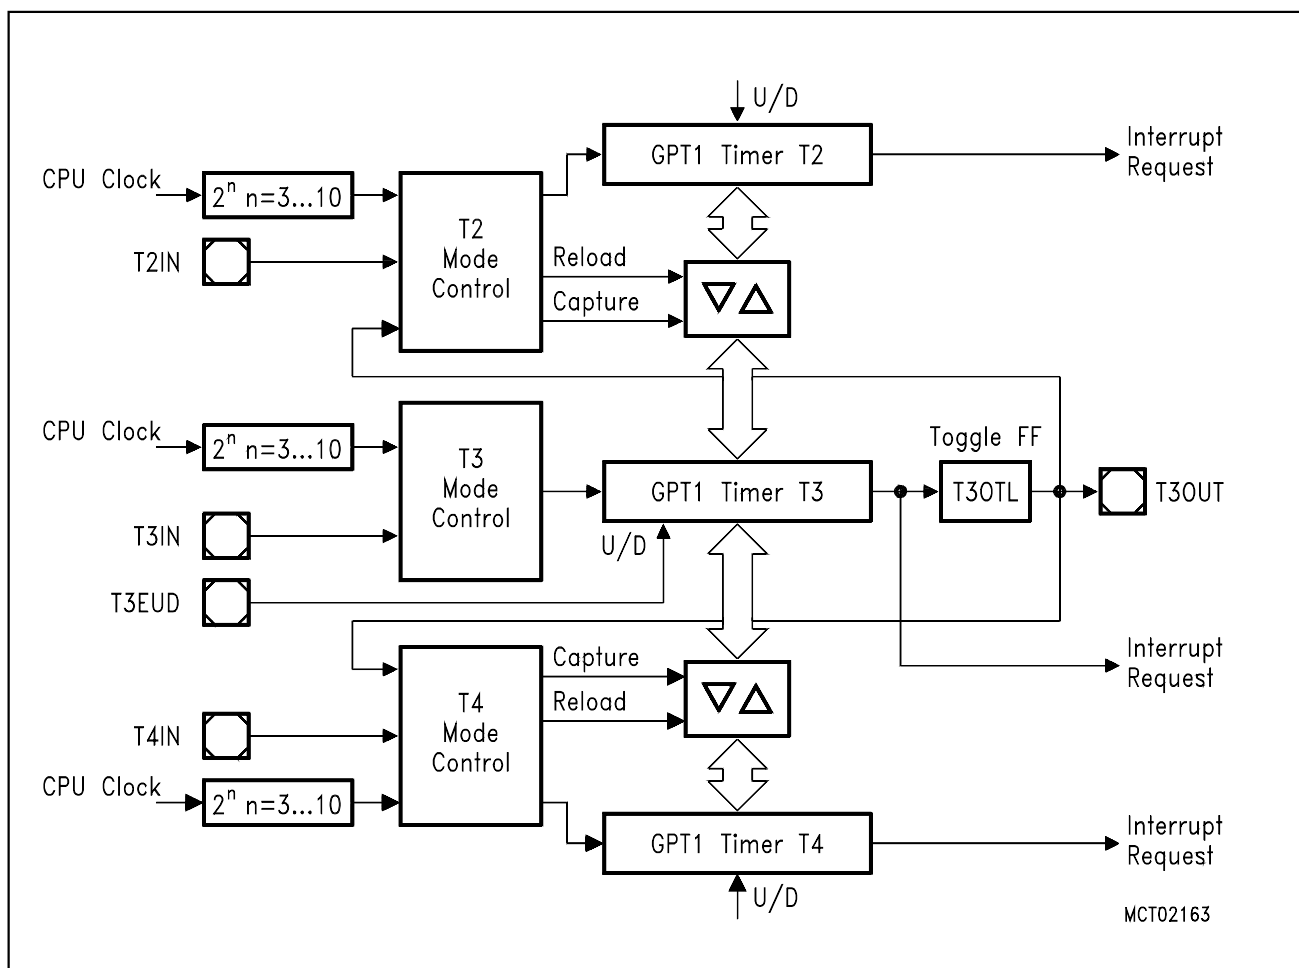 U/D
GPT1 Timer T2
Interrupt
Request
CPU Clock
2ⁿ n=3...10
T2
Mode
Control
T2IN
Reload
Capture
CPU Clock
2ⁿ n=3...10
T3
Mode
Control
Toggle FF
GPT1 Timer T3
T3OTL
T3OUT
T3IN
U/D
T3EUD
Interrupt
Request
Capture
Reload
T4
Mode
Control
T4IN
CPU Clock
2ⁿ n=3...10
GPT1 Timer T4
Interrupt
Request
U/D
MCT02163